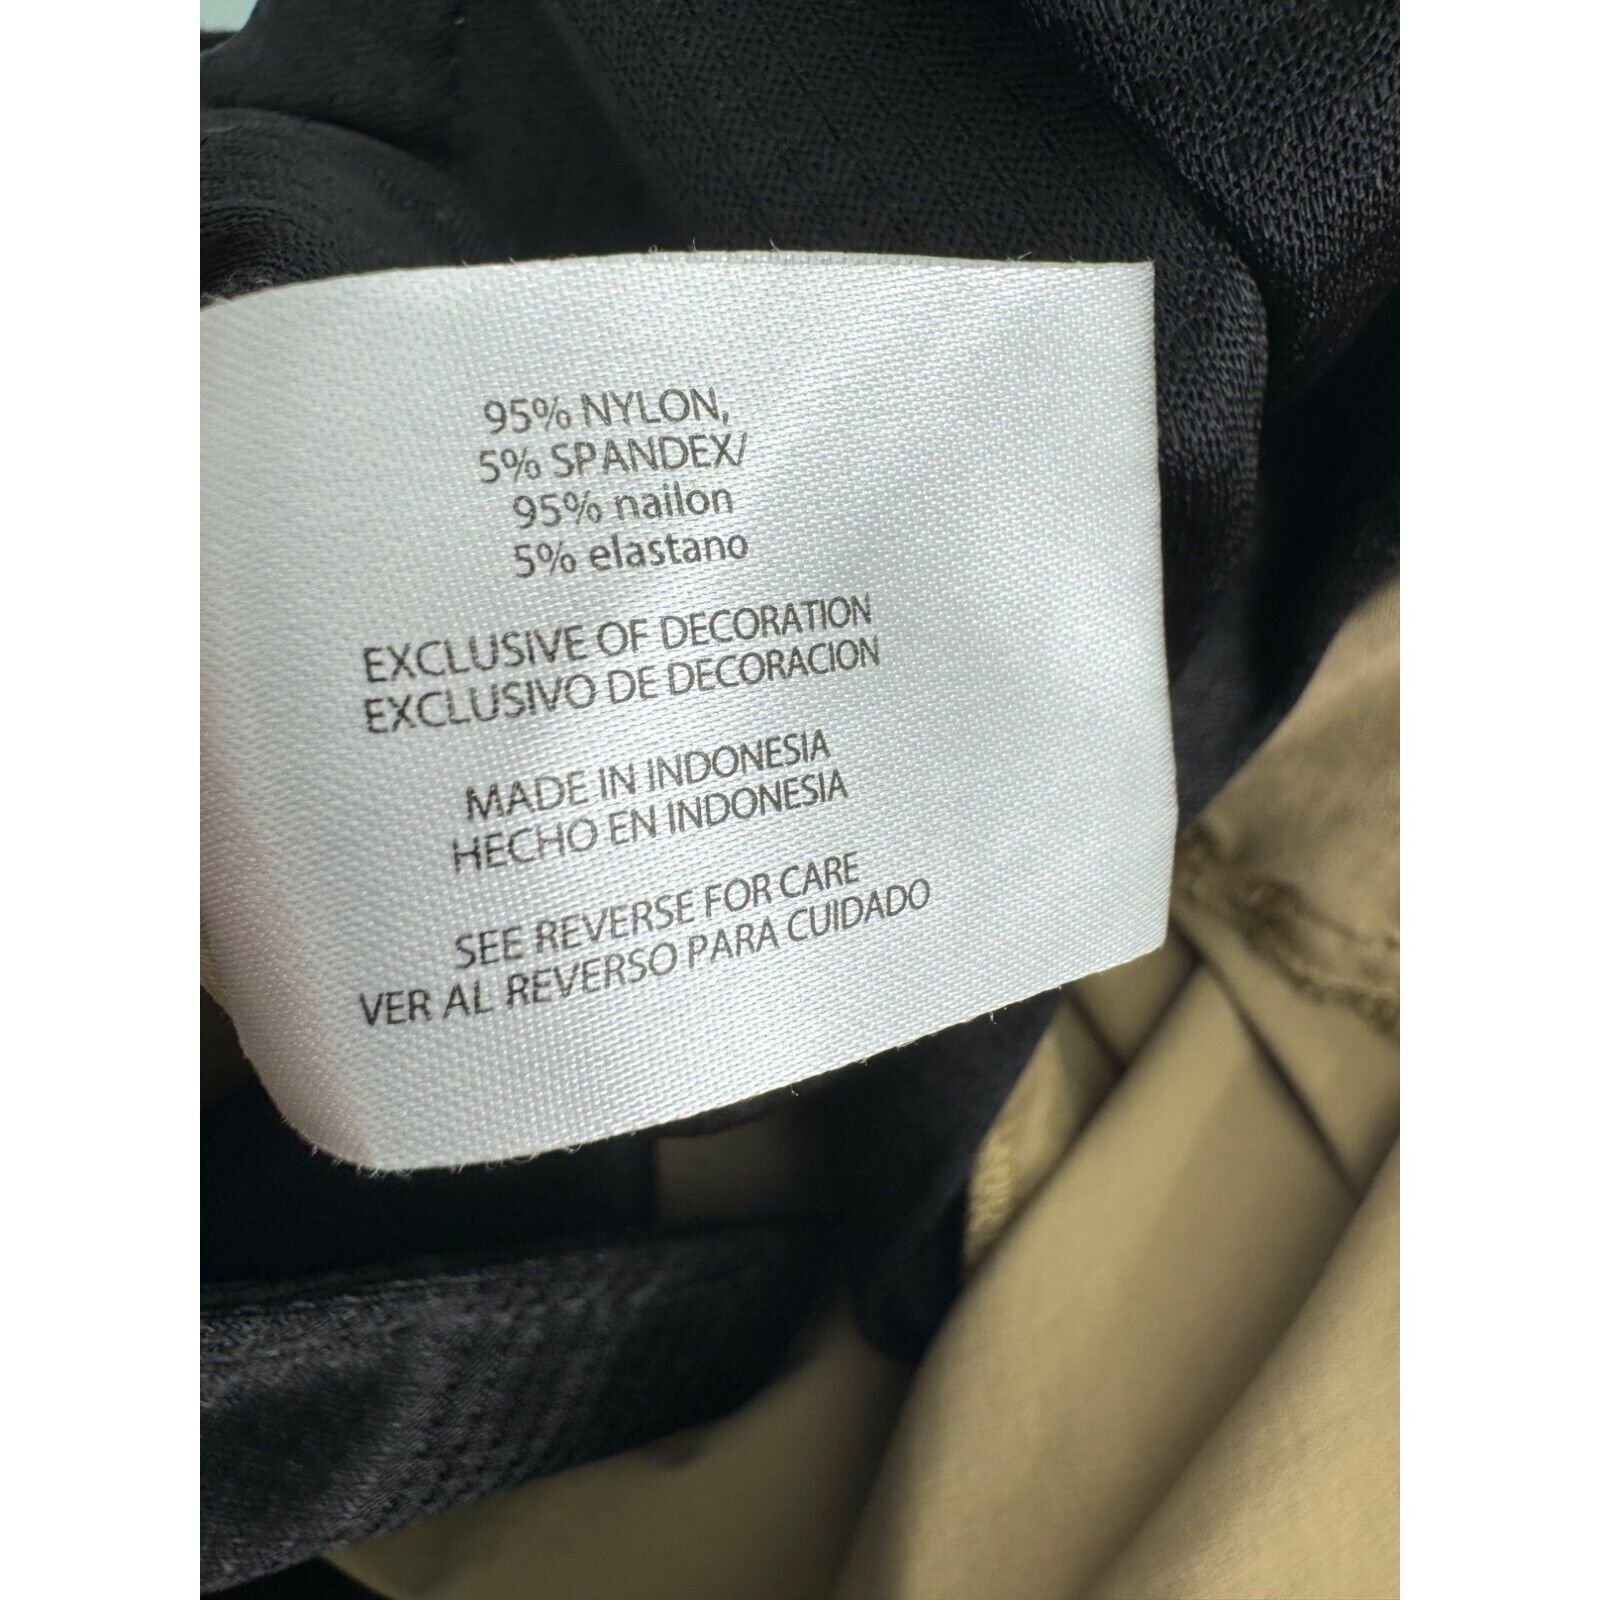 95% NYLON,
5% SPANDEX/
95% nailon
5% elastano
EXCLUSIVE OF DECORATION
EXCLUSIVO DE DECORACION
MADE IN INDONESIA
HECHO EN INDONESIA
SEE REVERSE FOR CARE
VER AL REVERSO PARA CUIDADO